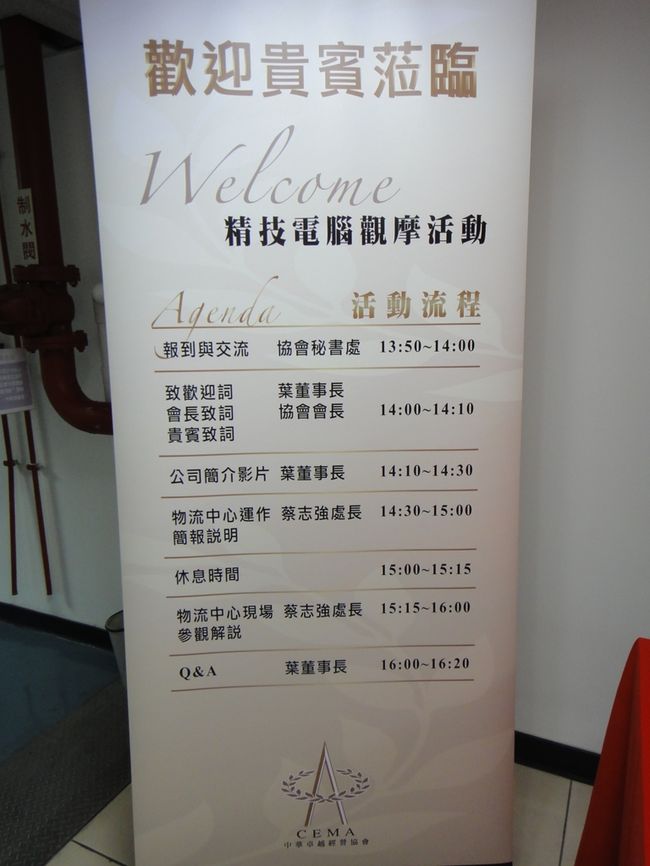 歡迎貴賓蒞臨
Welcome
精技電腦觀摩活動
Agenda 活動流程
報到與交流 協會秘書處 13:50~14:00
致歡迎詞 葉董事長
會長致詞 協會會長 14:00~14:10
貴賓致詞
公司簡介影片 葉董事長 14:10~14:30
物流中心運作 蔡志強處長 14:30~15:00
簡報說明
休息時間 15:00~15:15
物流中心現場 蔡志強處長 15:15~16:00
參觀解說
Q&A 葉董事長 16:00~16:20
CEMA
中華卓越經營協會
制水閥